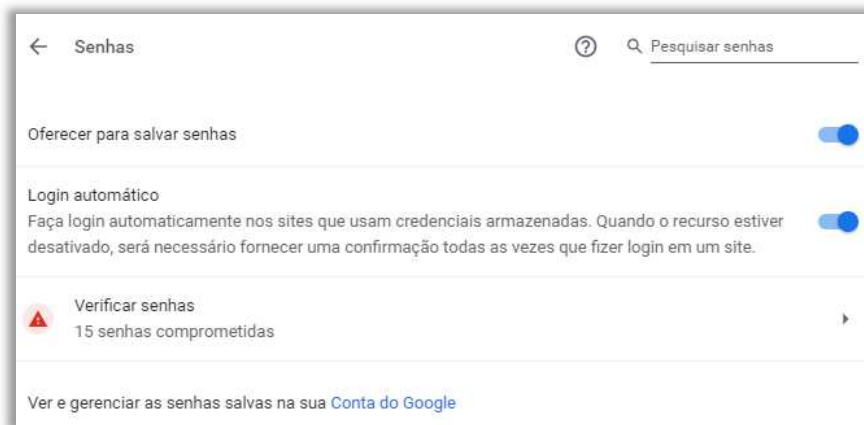 Senhas
Pesquisar senhas
Oferecer para salvar senhas
Login automático
Faça login automaticamente nos sites que usam credenciais armazenadas. Quando o recurso estiver
desativado, será necessário fornecer uma confirmação todas as vezes que fizer login em um site.
Verificar senhas
15 senhas comprometidas
Ver e gerenciar as senhas salvas na sua Conta do Google